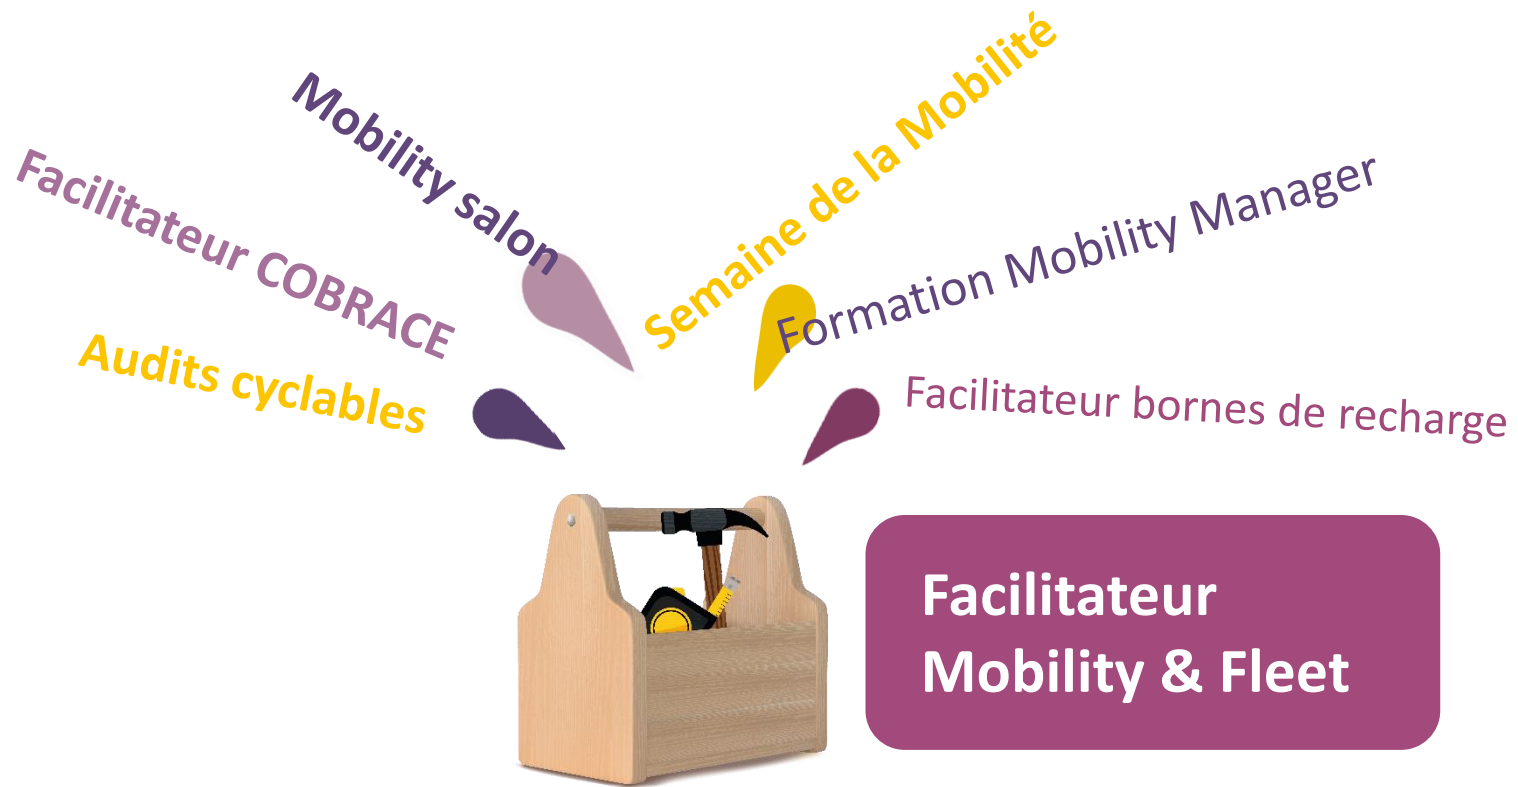 Mobility salon
Semaine de la Mobilité
Facilitateur COBRACE
Formation Mobility Manager
Audits cyclables
Facilitateur bornes de recharge
Facilitateur
Mobility & Fleet